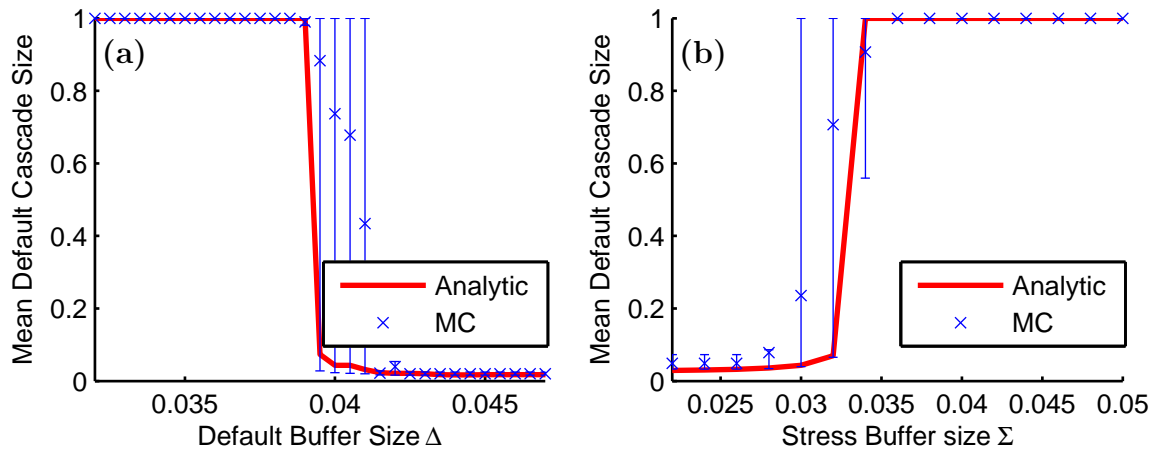 (a)
Mean Default Cascade Size
1
0.8
0.6
0.4
0.2
0
0.035
0.04
0.045
Default Buffer Size Δ
Analytic
MC
(b)
Mean Default Cascade Size
1
0.8
0.6
0.4
0.2
0
0.025
0.03
0.035
0.04
0.045
0.05
Stress Buffer size Σ
Analytic
MC